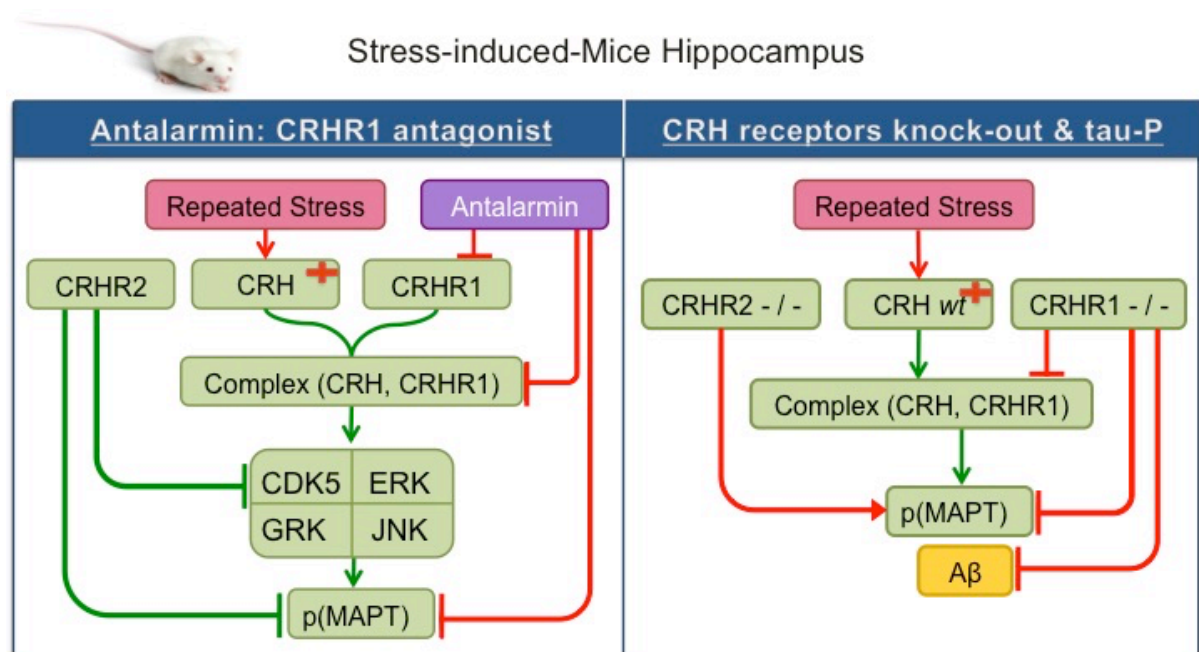 Stress-induced-Mice Hippocampus
Antalarmin: CRHR1 antagonist
Repeated Stress
Antalarmin
CRHR2
CRH
CRHR1
Complex (CRH, CRHR1)
CDK5
ERK
GRK
JNK
p(MAPT)
CRH receptors knock-out & tau-P
Repeated Stress
CRHR2 - / -
CRH wt
CRHR1 - / -
Complex (CRH, CRHR1)
p(MAPT)
Aβ